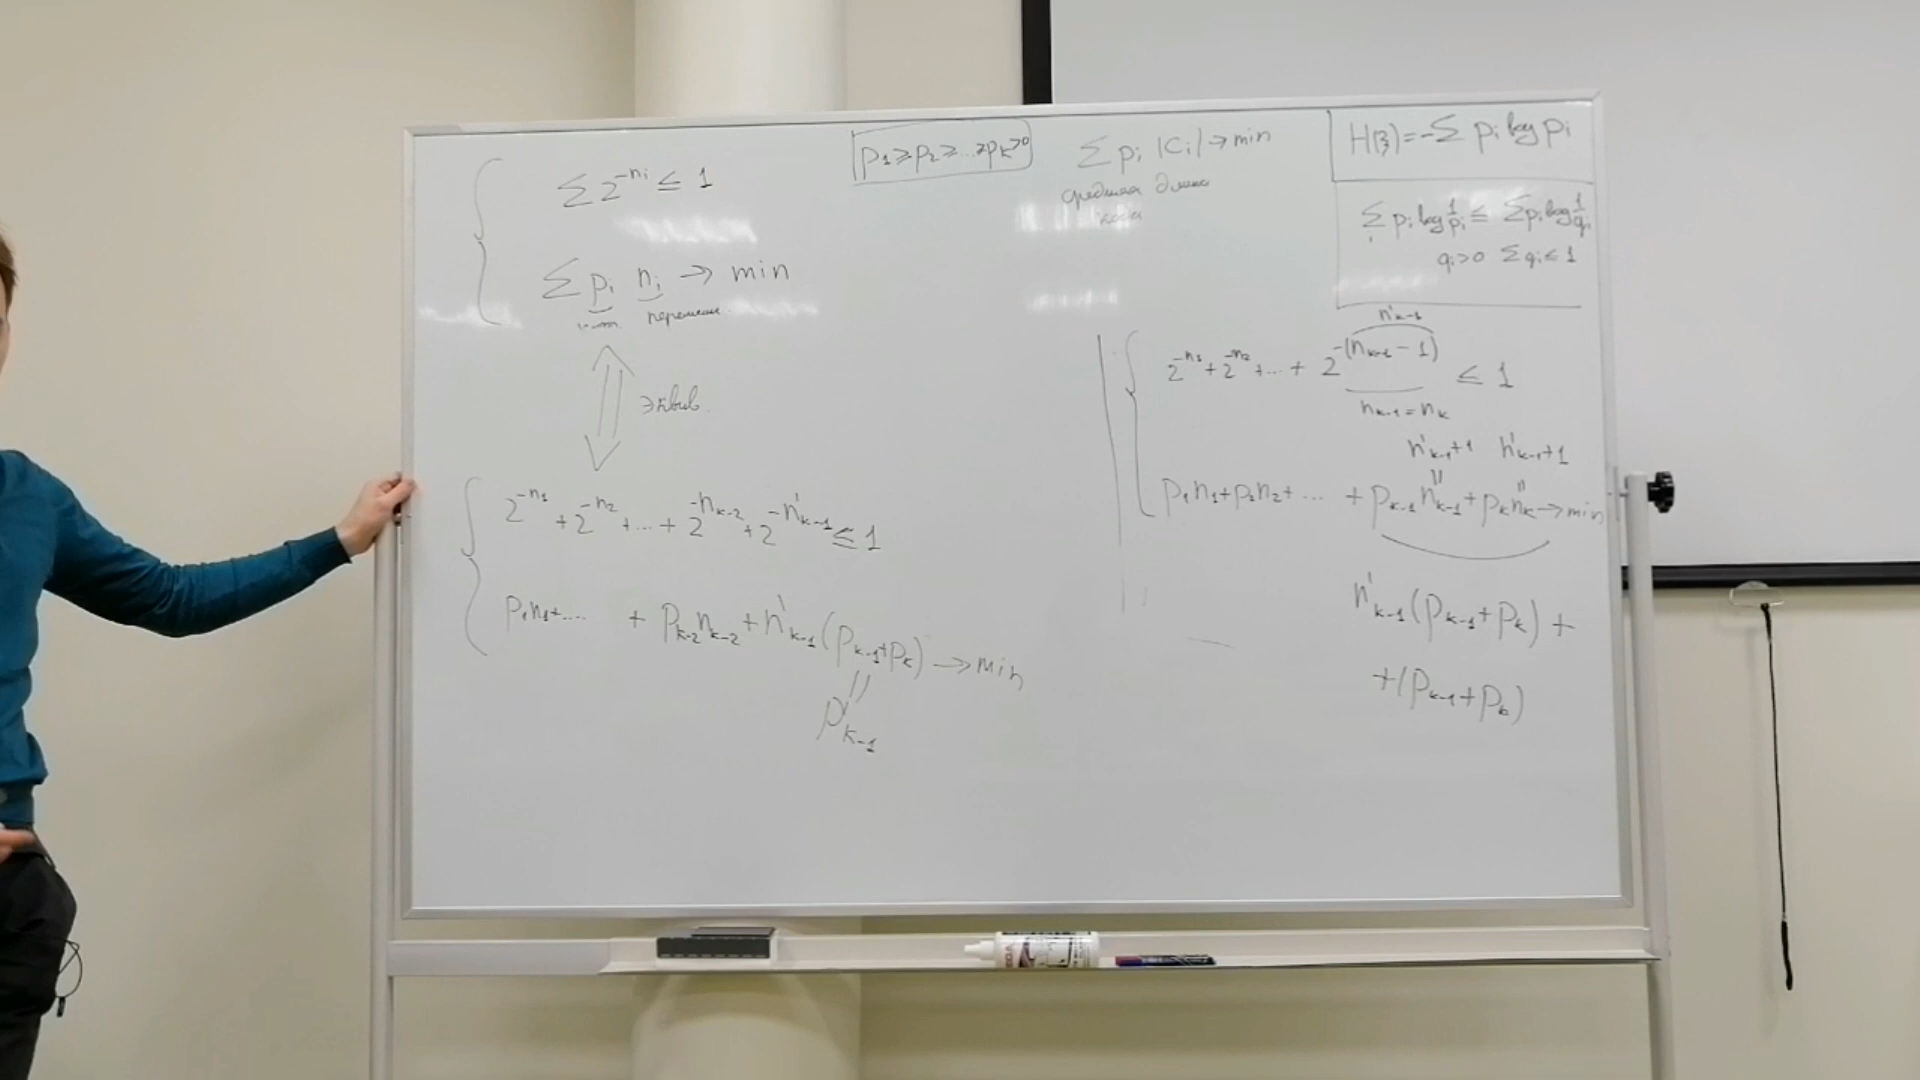 ∑ 2^{-n_i} ≤ 1
∑ p_i n_i → min
перемен.
⇕ эквив.
2^{-n_1} + 2^{-n_2} + ... + 2^{-n_{k-2}} + 2^{-n'_{k-1}} ≤ 1
p_1n_1 + .... + p_{k-2}n_{k-2} + n'_{k-1}(p_{k-1}+p_k) → min
||
p'_{k-1}
p_1 ≥ p_2 ≥ ... ≥ p_k > 0
∑ p_i |C_i| → min
средняя длина
кода
H(ξ) = -∑ p_i log p_i
∑_i p_i log 1/p_i ≤ ∑ p_i log 1/q_i
q_i > 0 ∑ q_i ≤ 1
n'_{k-1}
2^{-n_1} + 2^{-n_2} + ... + 2^{-(n_{k-1} - 1)} ≤ 1
n_{k-1} = n_k
n'_{k-1}+1 n'_{k-1}+1
|| ||
p_1n_1 + p_2n_2 + ... + p_{k-1}n_{k-1} + p_kn_k → min
n'_{k-1}(p_{k-1}+p_k) +
+(p_{k-1}+p_k)